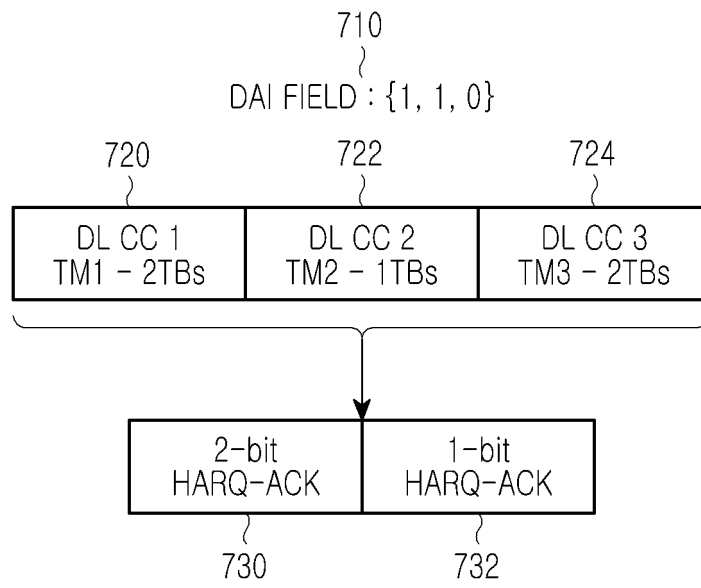 710
DAI FIELD : {1, 1, 0}
720 722 724
DL CC 1 DL CC 2 DL CC 3
TM1 - 2TBs TM2 - 1TBs TM3 - 2TBs
2-bit 1-bit
HARQ-ACK HARQ-ACK
730 732